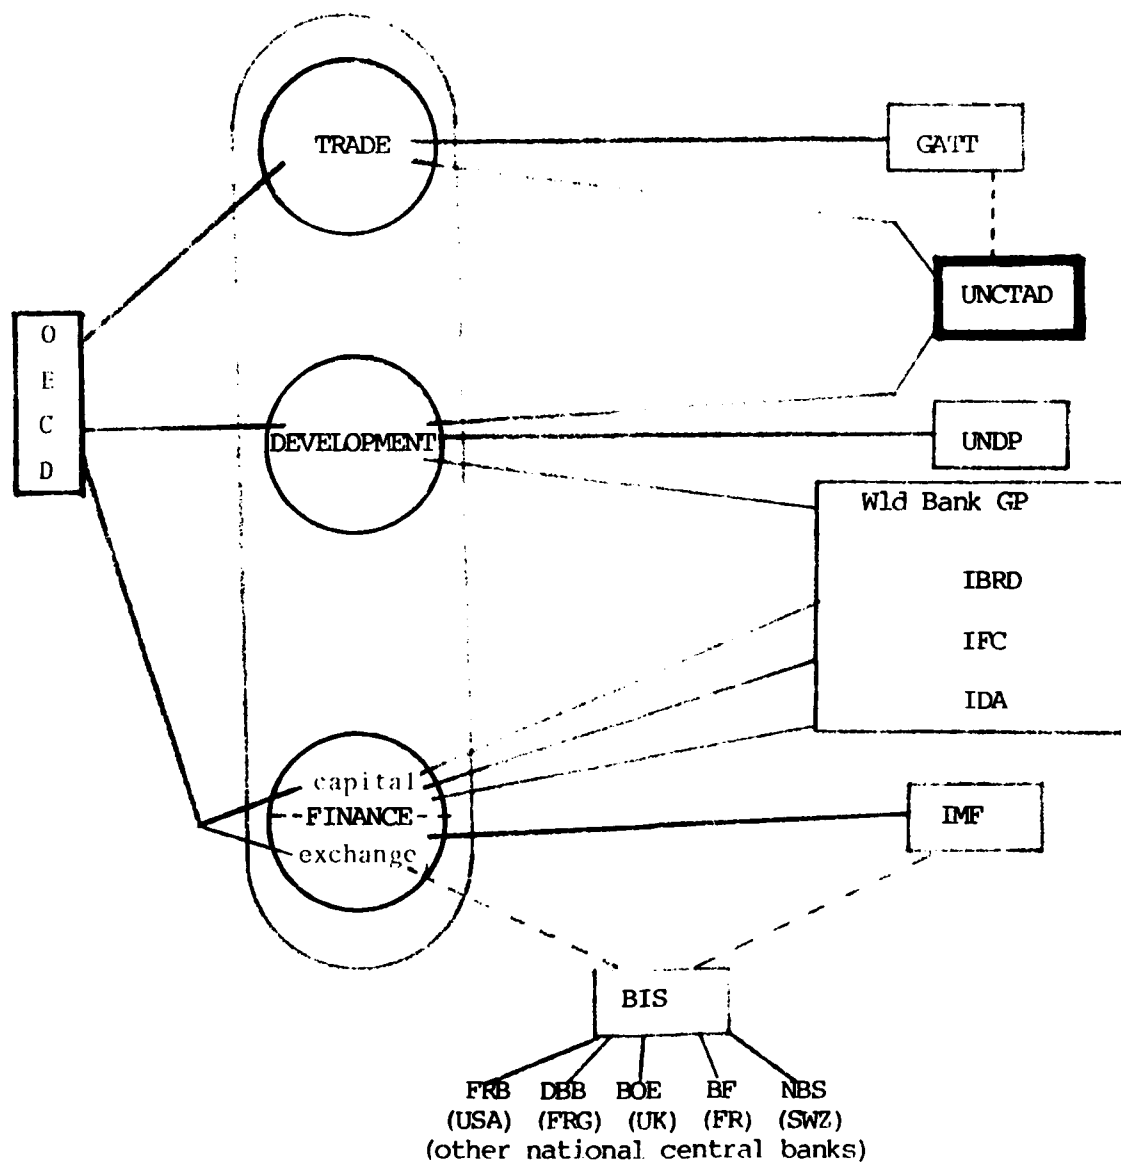 TRADE
GATT
UNCTAD
O
E
C
D
DEVELOPMENT
UNDP
Wld Bank GP
IBRD
IFC
IDA
capital
FINANCE
exchange
IMF
BIS
FRB DBB BOE BF NBS
(USA) (FRG) (UK) (FR) (SWZ)
(other national central banks)